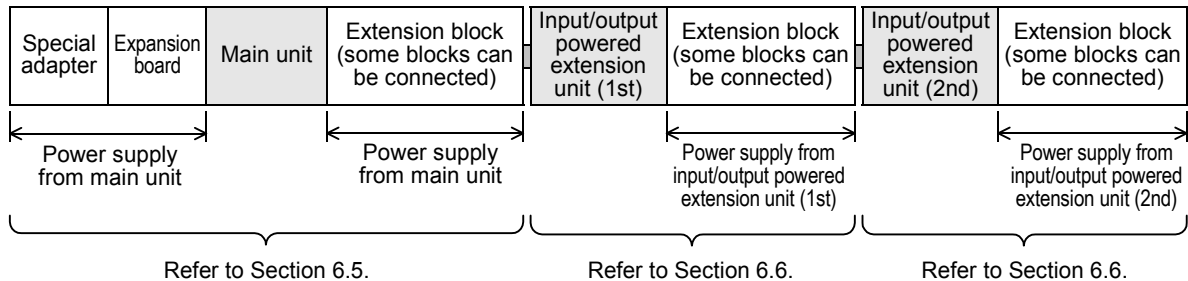 Special
adapter
Expansion
board
Main unit
Extension block
(some blocks can
be connected)
Input/output
powered
extension
unit (1st)
Extension block
(some blocks can
be connected)
Input/output
powered
extension
unit (2nd)
Extension block
(some blocks can
be connected)
Power supply
from main unit
Power supply
from main unit
Power supply from
input/output powered
extension unit (1st)
Power supply from
input/output powered
extension unit (2nd)
Refer to Section 6.5.
Refer to Section 6.6.
Refer to Section 6.6.